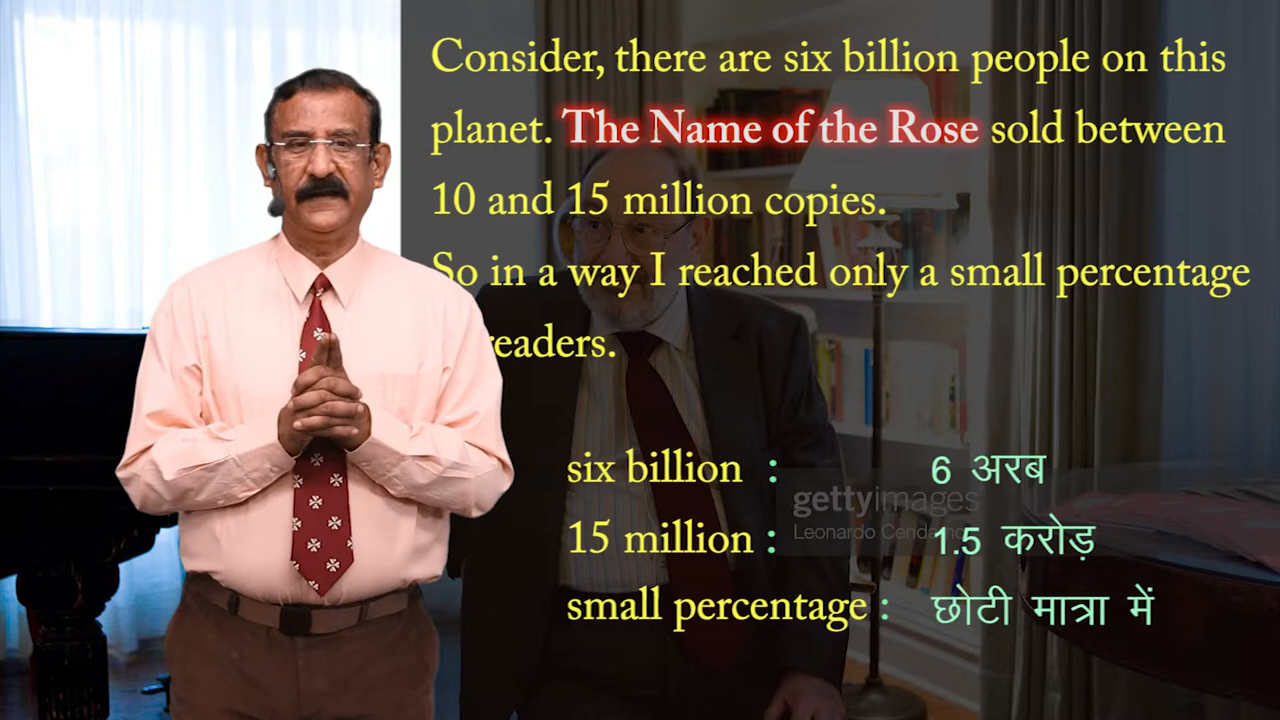 Consider, there are six billion people on this
planet. The Name of the Rose sold between
10 and 15 million copies.
So in a way I reached only a small percentage
readers.
six billion : 6 अरब
gettyimages
15 million : 1.5 करोड़
Leonardo
small percentage : छोटी मात्रा में